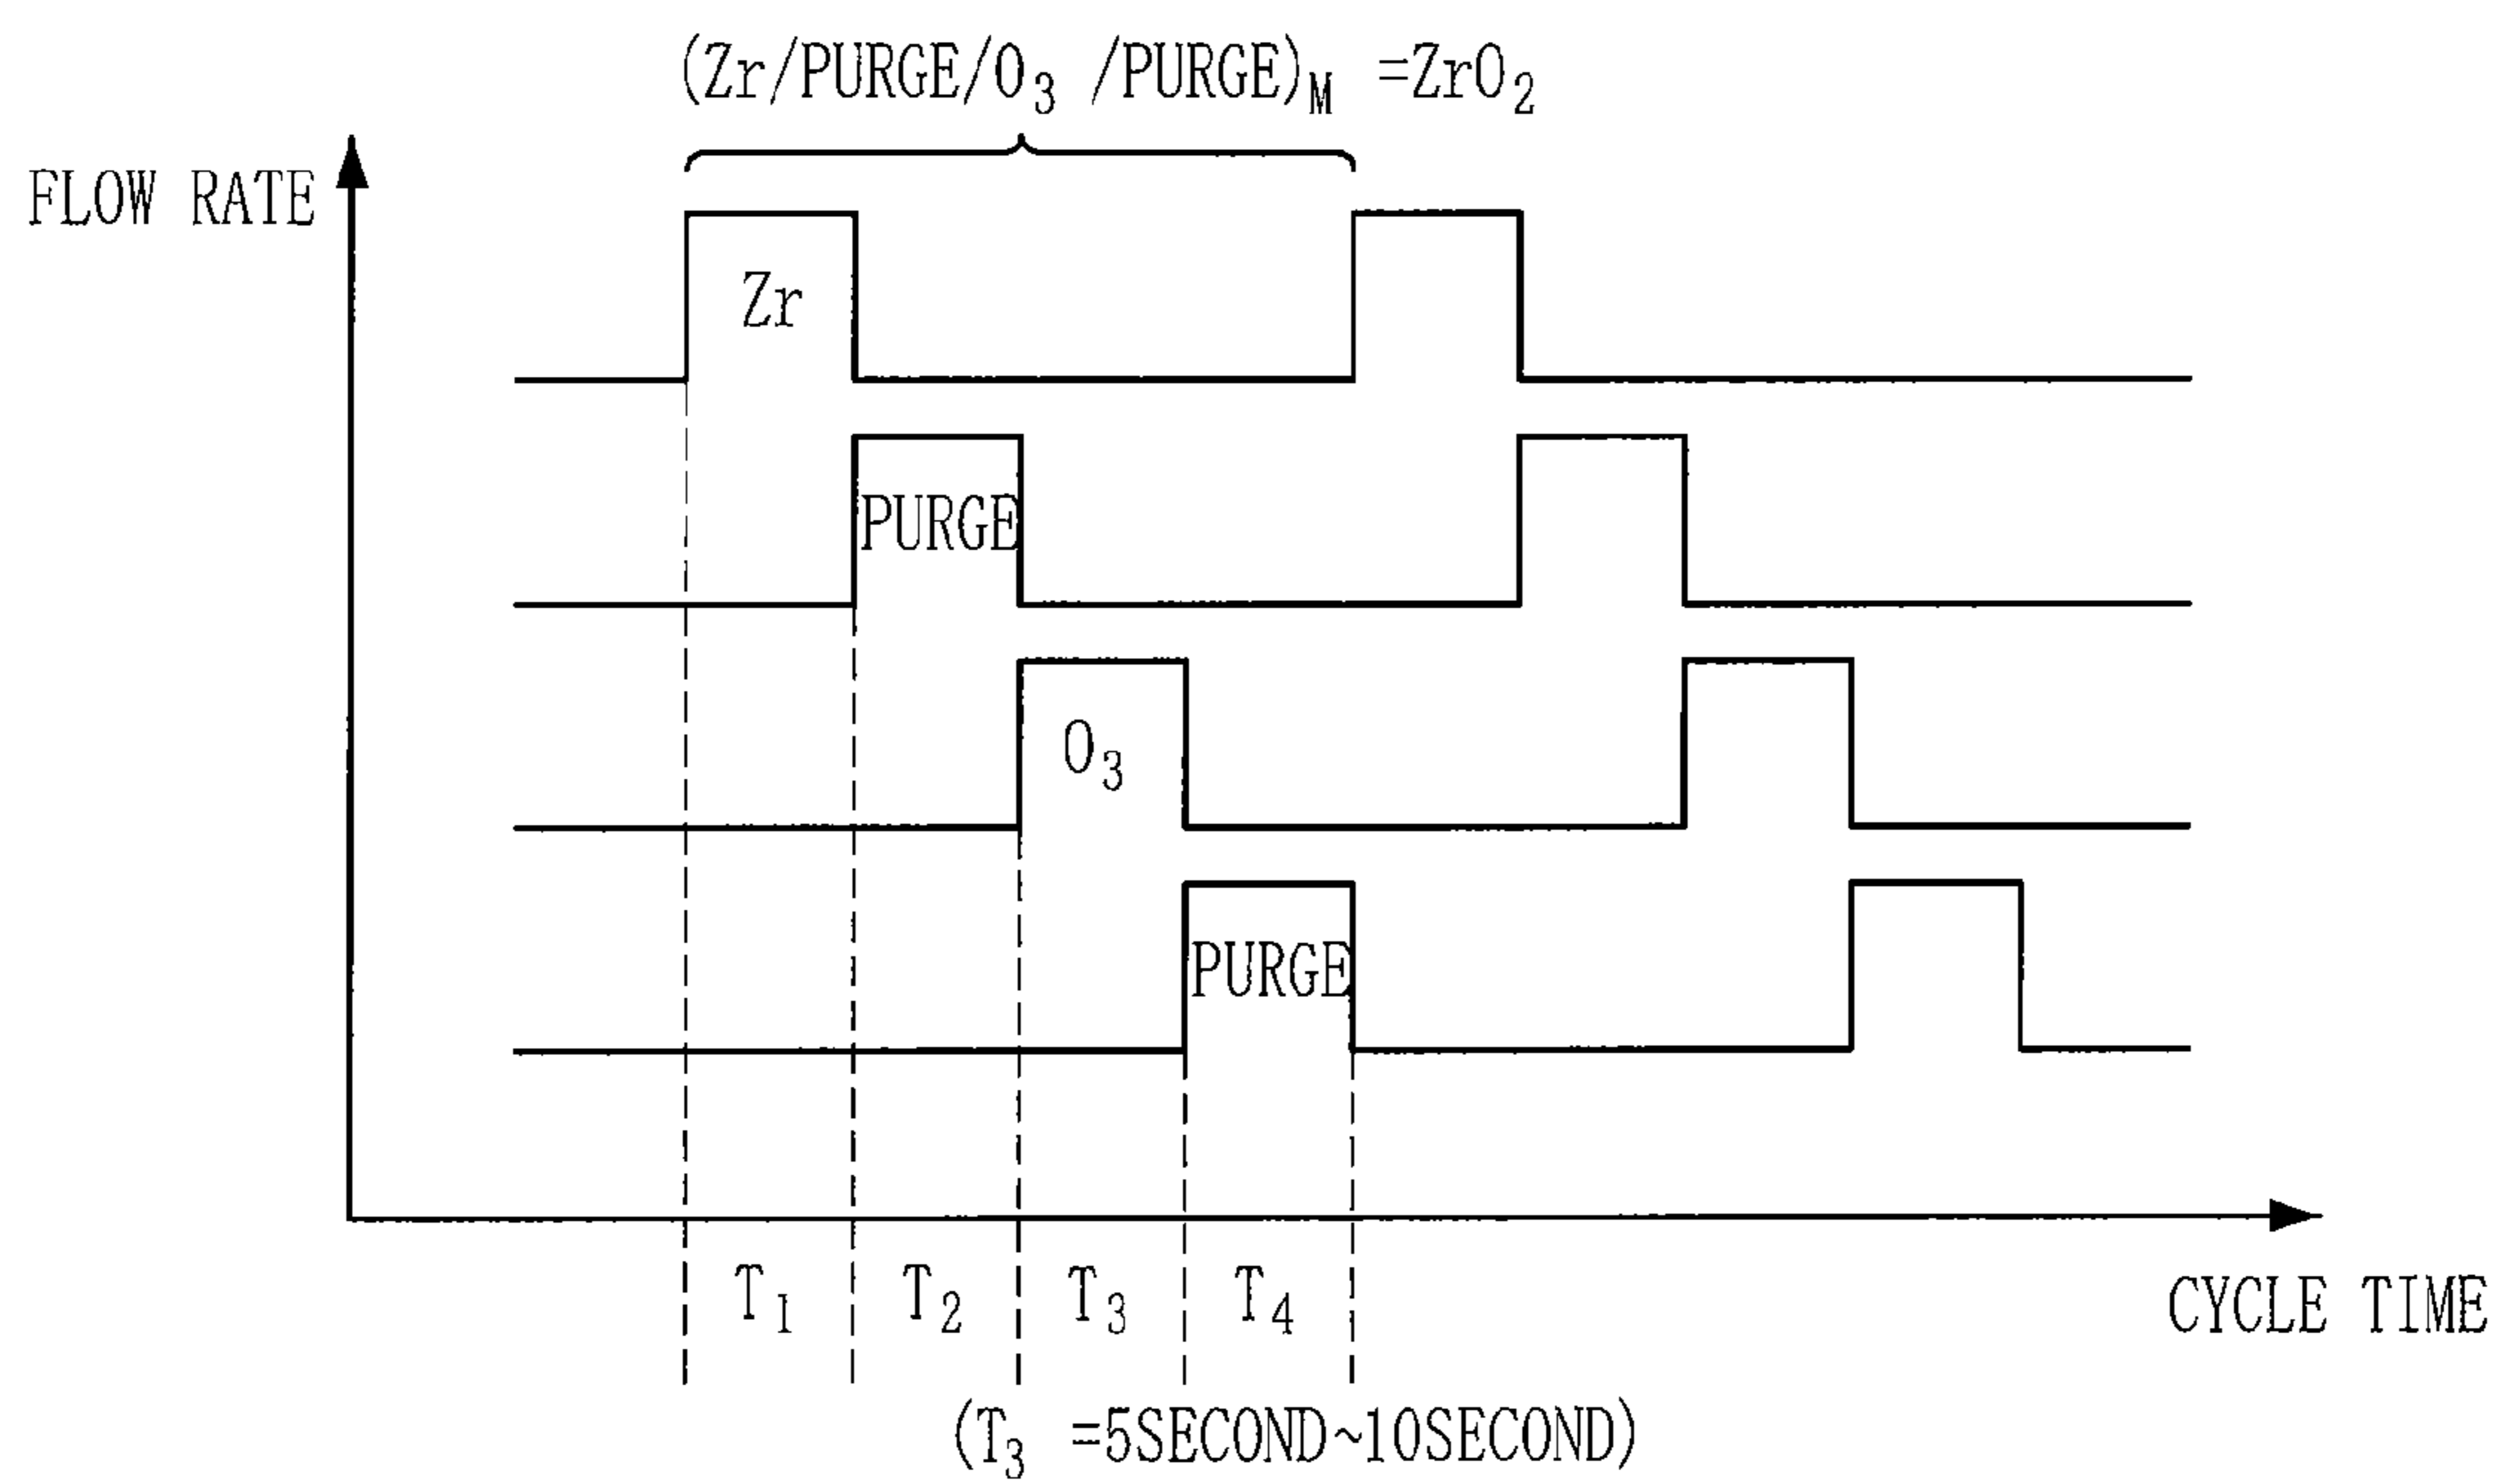 (Zr/PURGE/O₃ /PURGE)M =ZrO₂
FLOW RATE
Zr
PURGE
O₃
PURGE
T₁ T₂ T₃ T₄
CYCLE TIME
(T₃ =5SECOND~10SECOND)